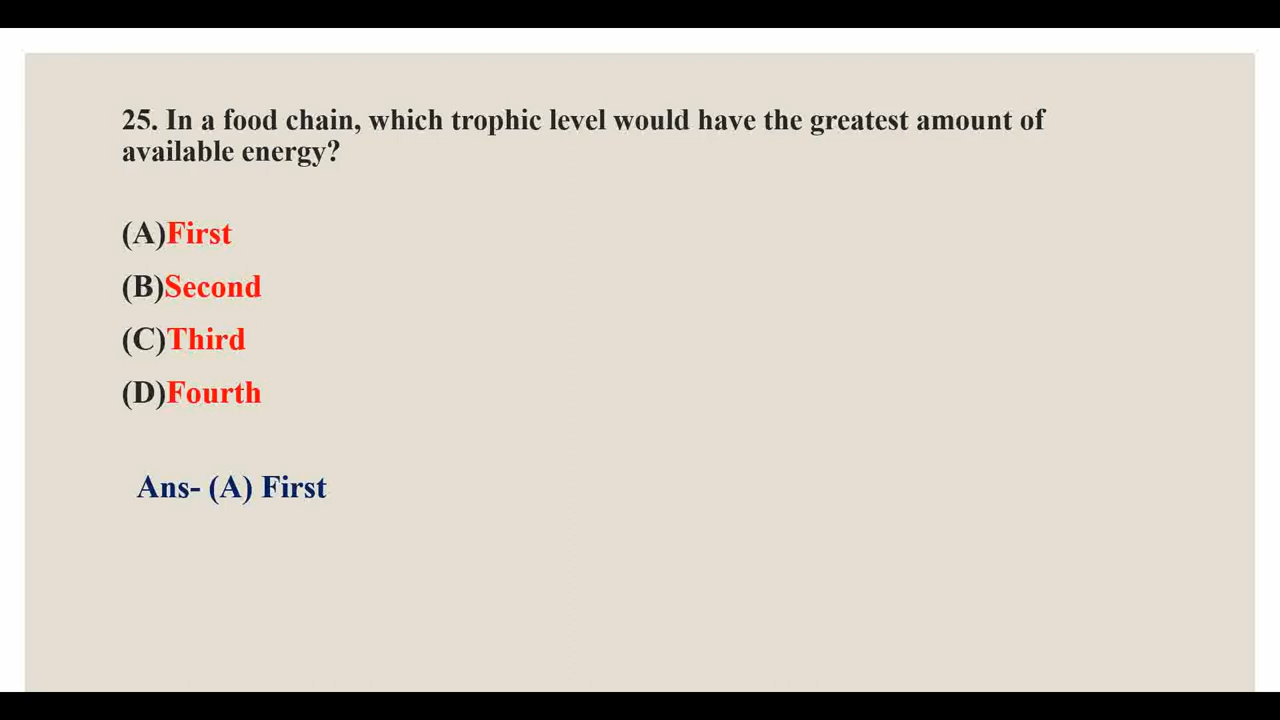 25. In a food chain, which trophic level would have the greatest amount of
available energy?
(A)First
(B)Second
(C)Third
(D)Fourth
Ans- (A) First